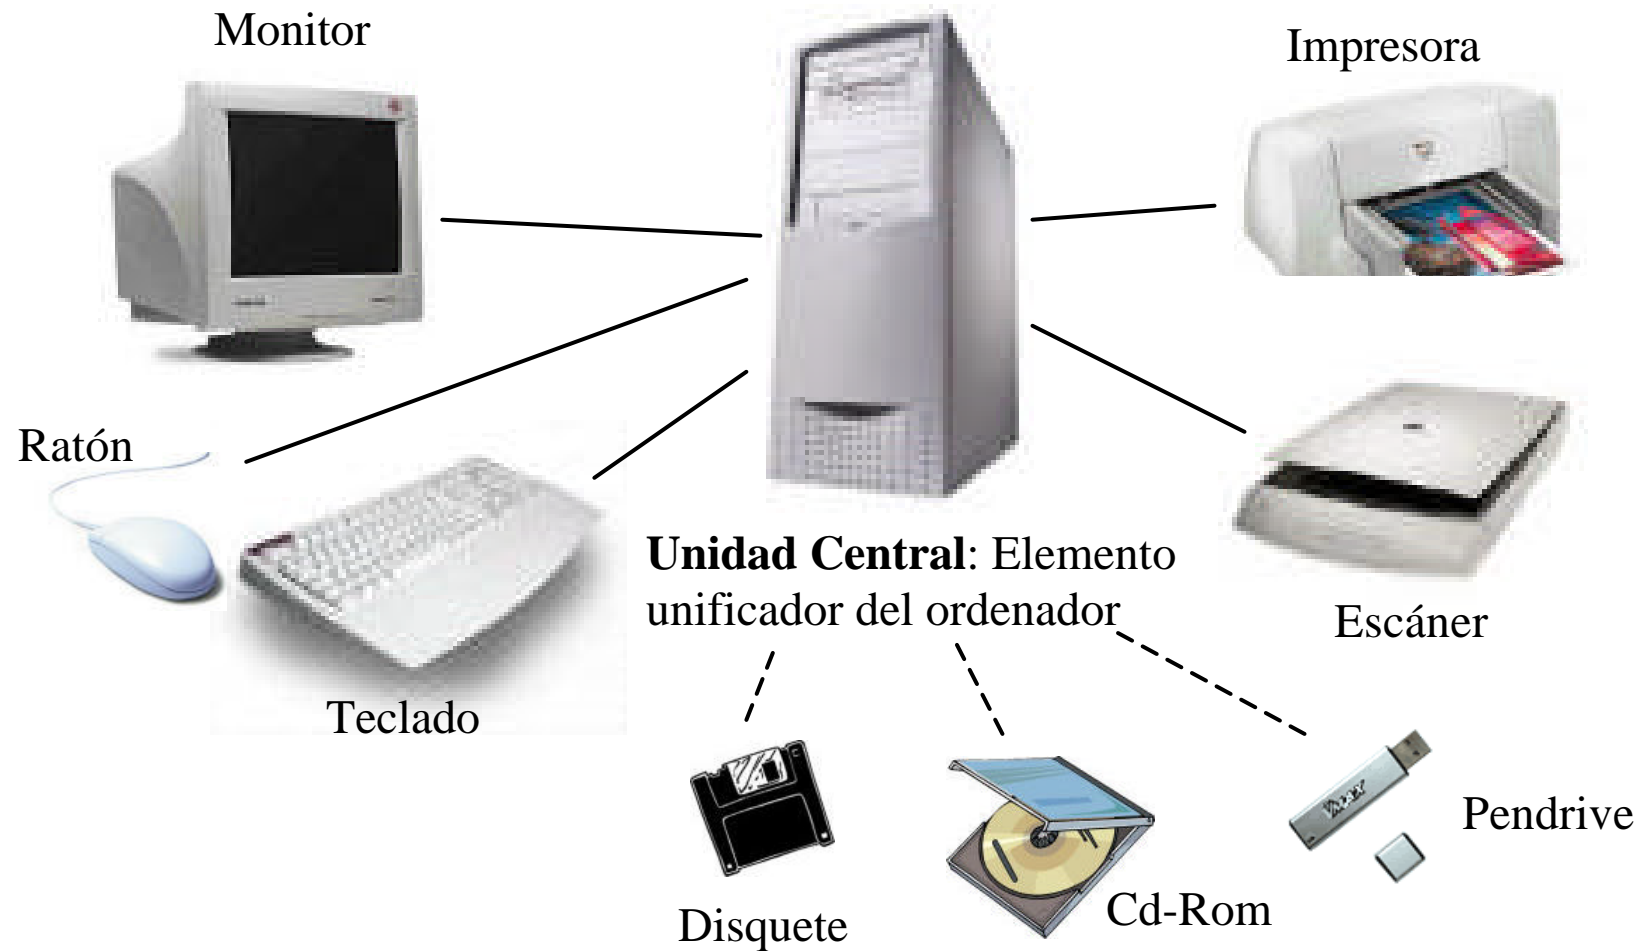 Monitor
Impresora
Ratón
Unidad Central: Elemento
unificador del ordenador
Escáner
Teclado
Pendrive
Cd-Rom
Disquete